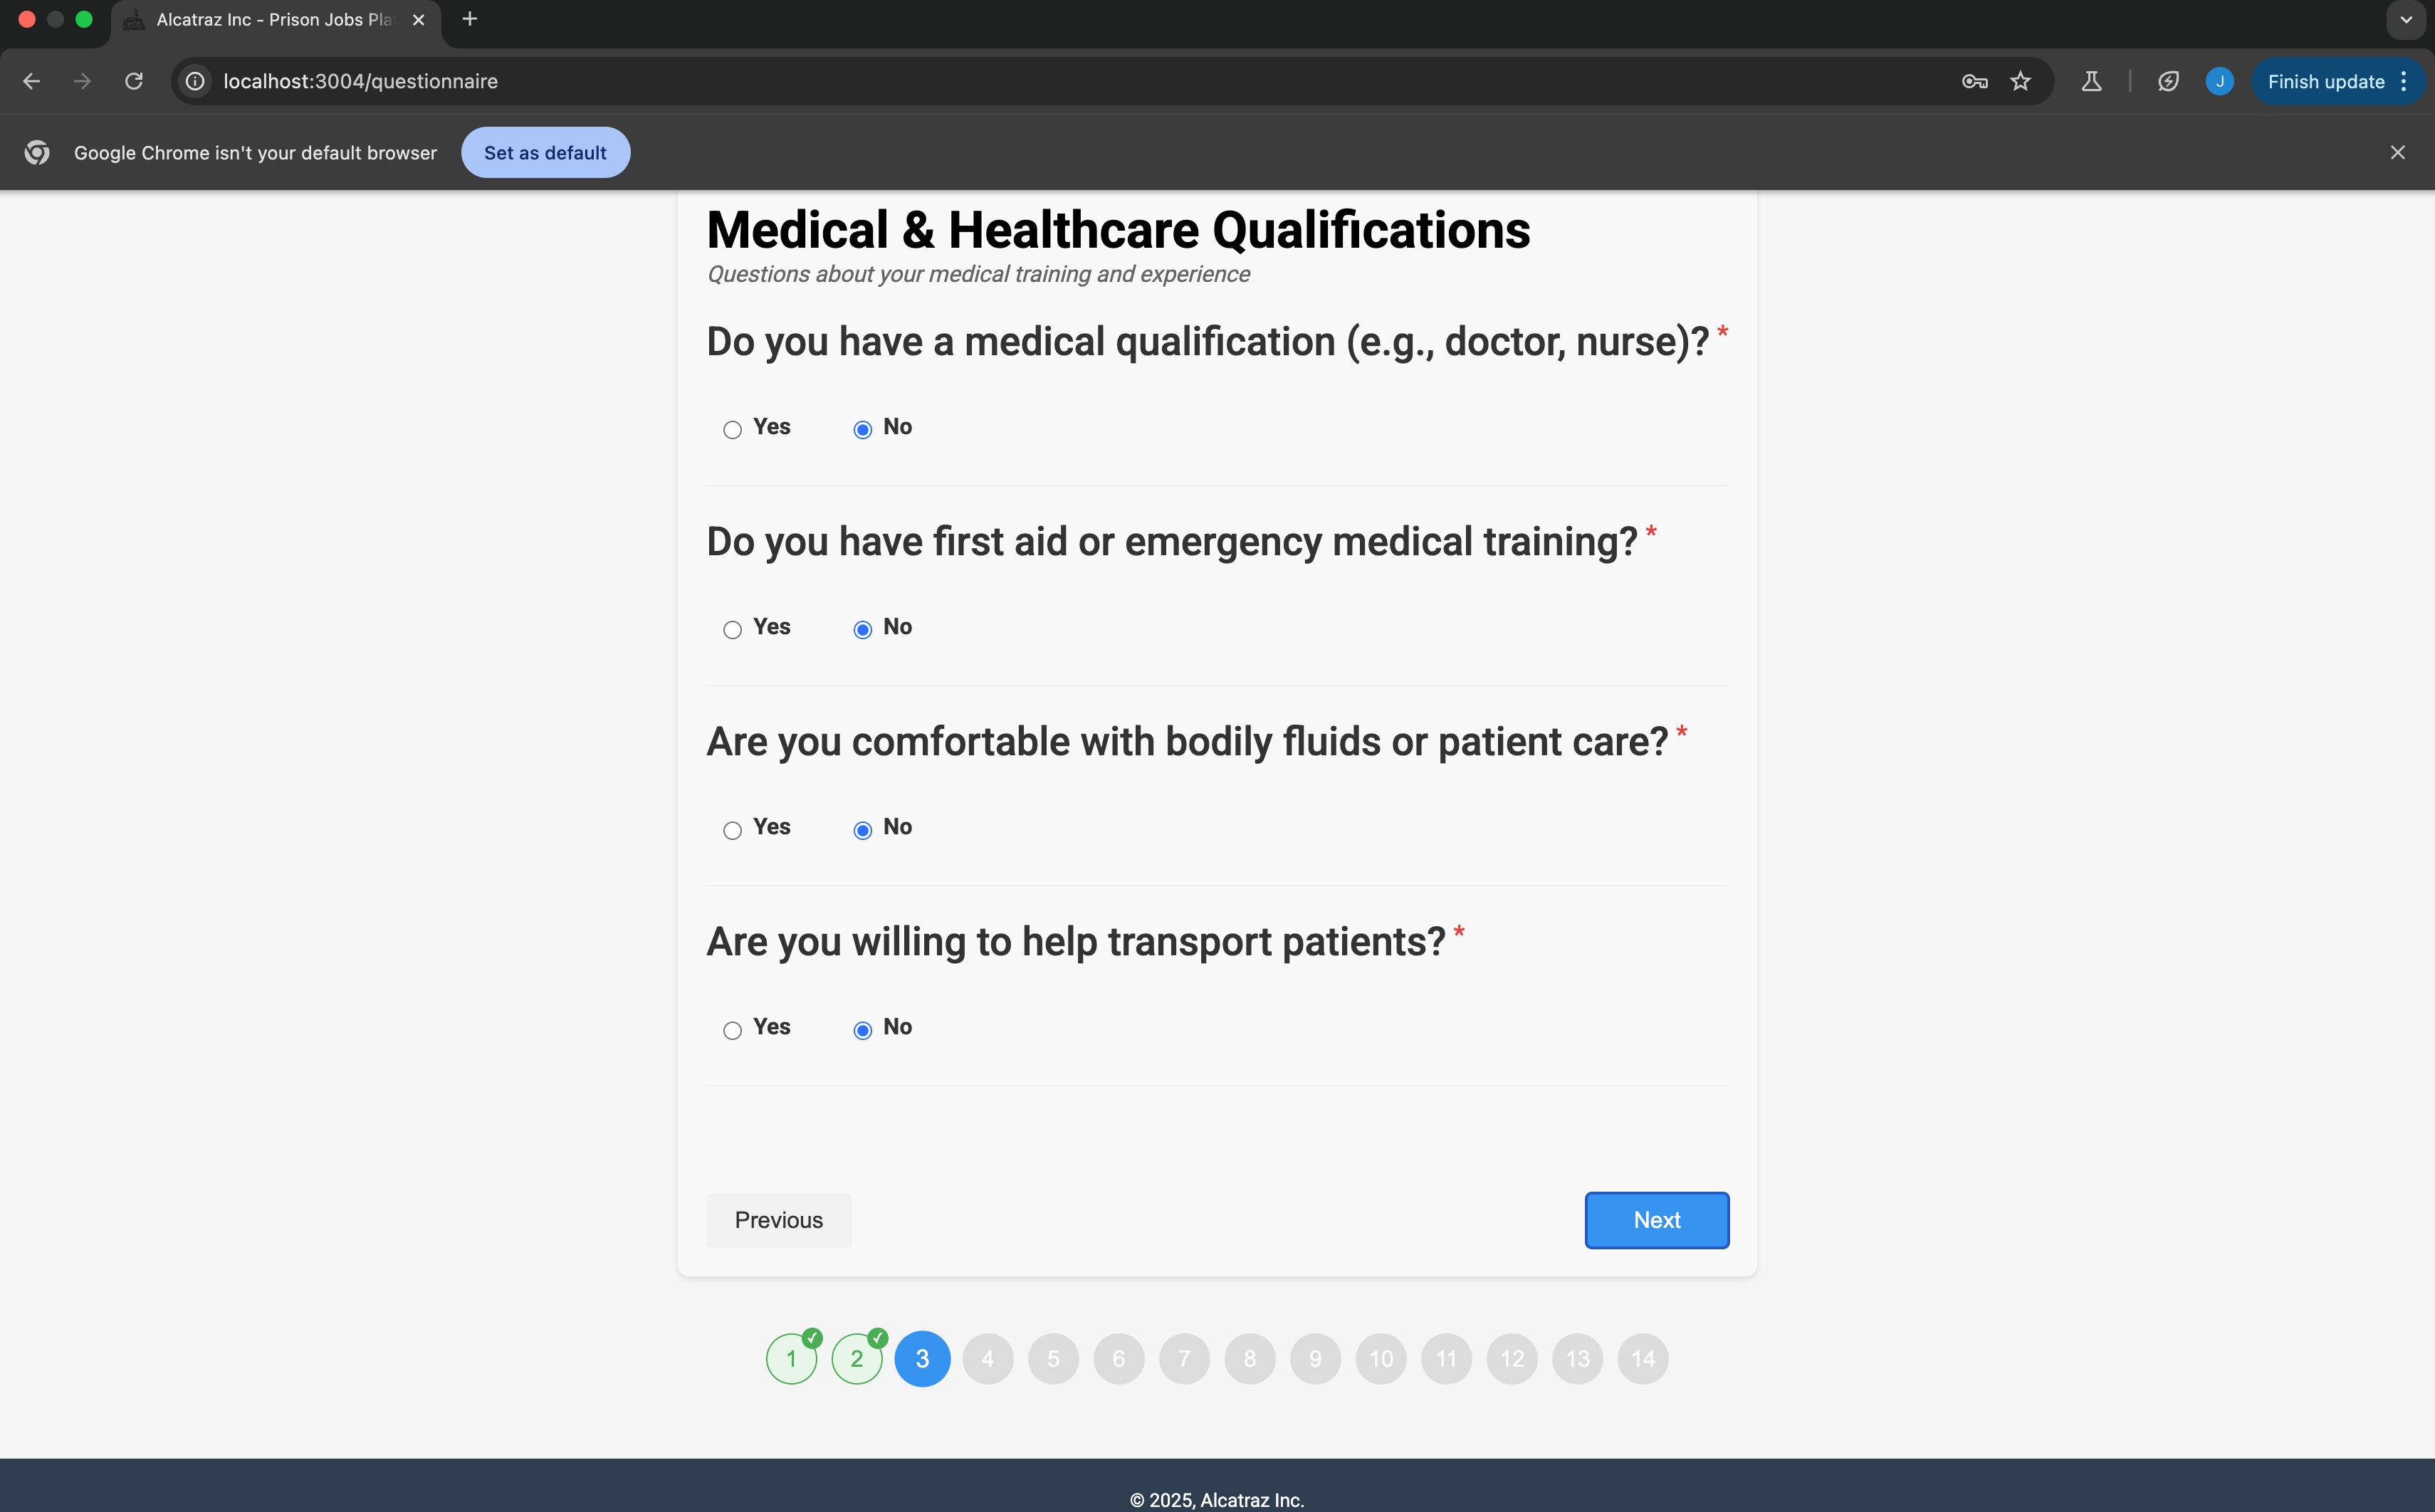 Alcatraz Inc - Prison Jobs Pla
localhost:3004/questionnaire
J
Finish update
Google Chrome isn't your default browser
Set as default
Medical & Healthcare Qualifications
Questions about your medical training and experience
Do you have a medical qualification (e.g., doctor, nurse)? *
Yes No
Do you have first aid or emergency medical training? *
Yes No
Are you comfortable with bodily fluids or patient care? *
Yes No
Are you willing to help transport patients? *
Yes No
Previous Next
1 2 3 4 5 6 7 8 9 10 11 12 13 14
© 2025, Alcatraz Inc.